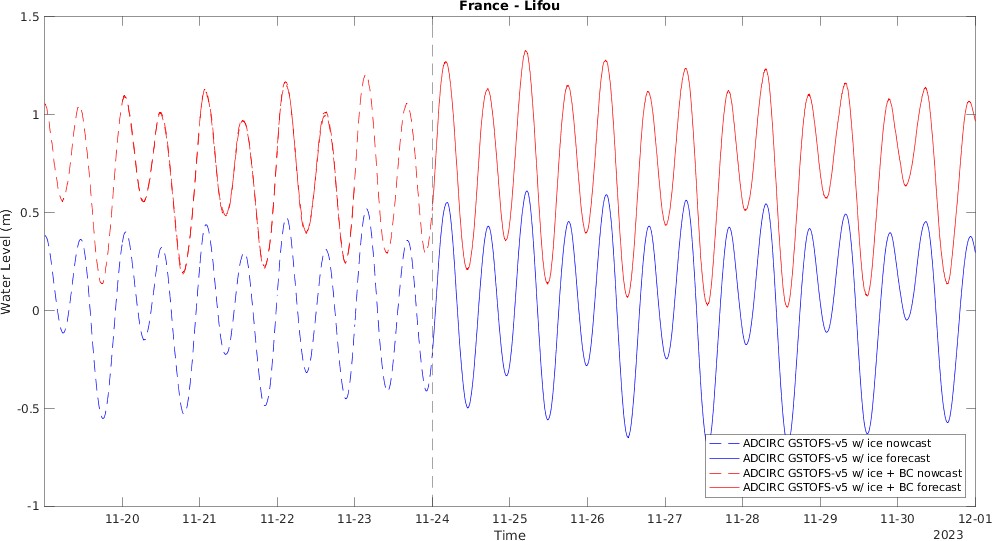 France - Lifou
Water Level (m)
1.5
1
0.5
0
-0.5
-1
ADCIRC GSTOFS-v5 w/ ice nowcast
ADCIRC GSTOFS-v5 w/ ice forecast
ADCIRC GSTOFS-v5 w/ ice + BC nowcast
ADCIRC GSTOFS-v5 w/ ice + BC forecast
11-20 11-21 11-22 11-23 11-24 11-25 11-26 11-27 11-28 11-29 11-30 12-01
Time
2023